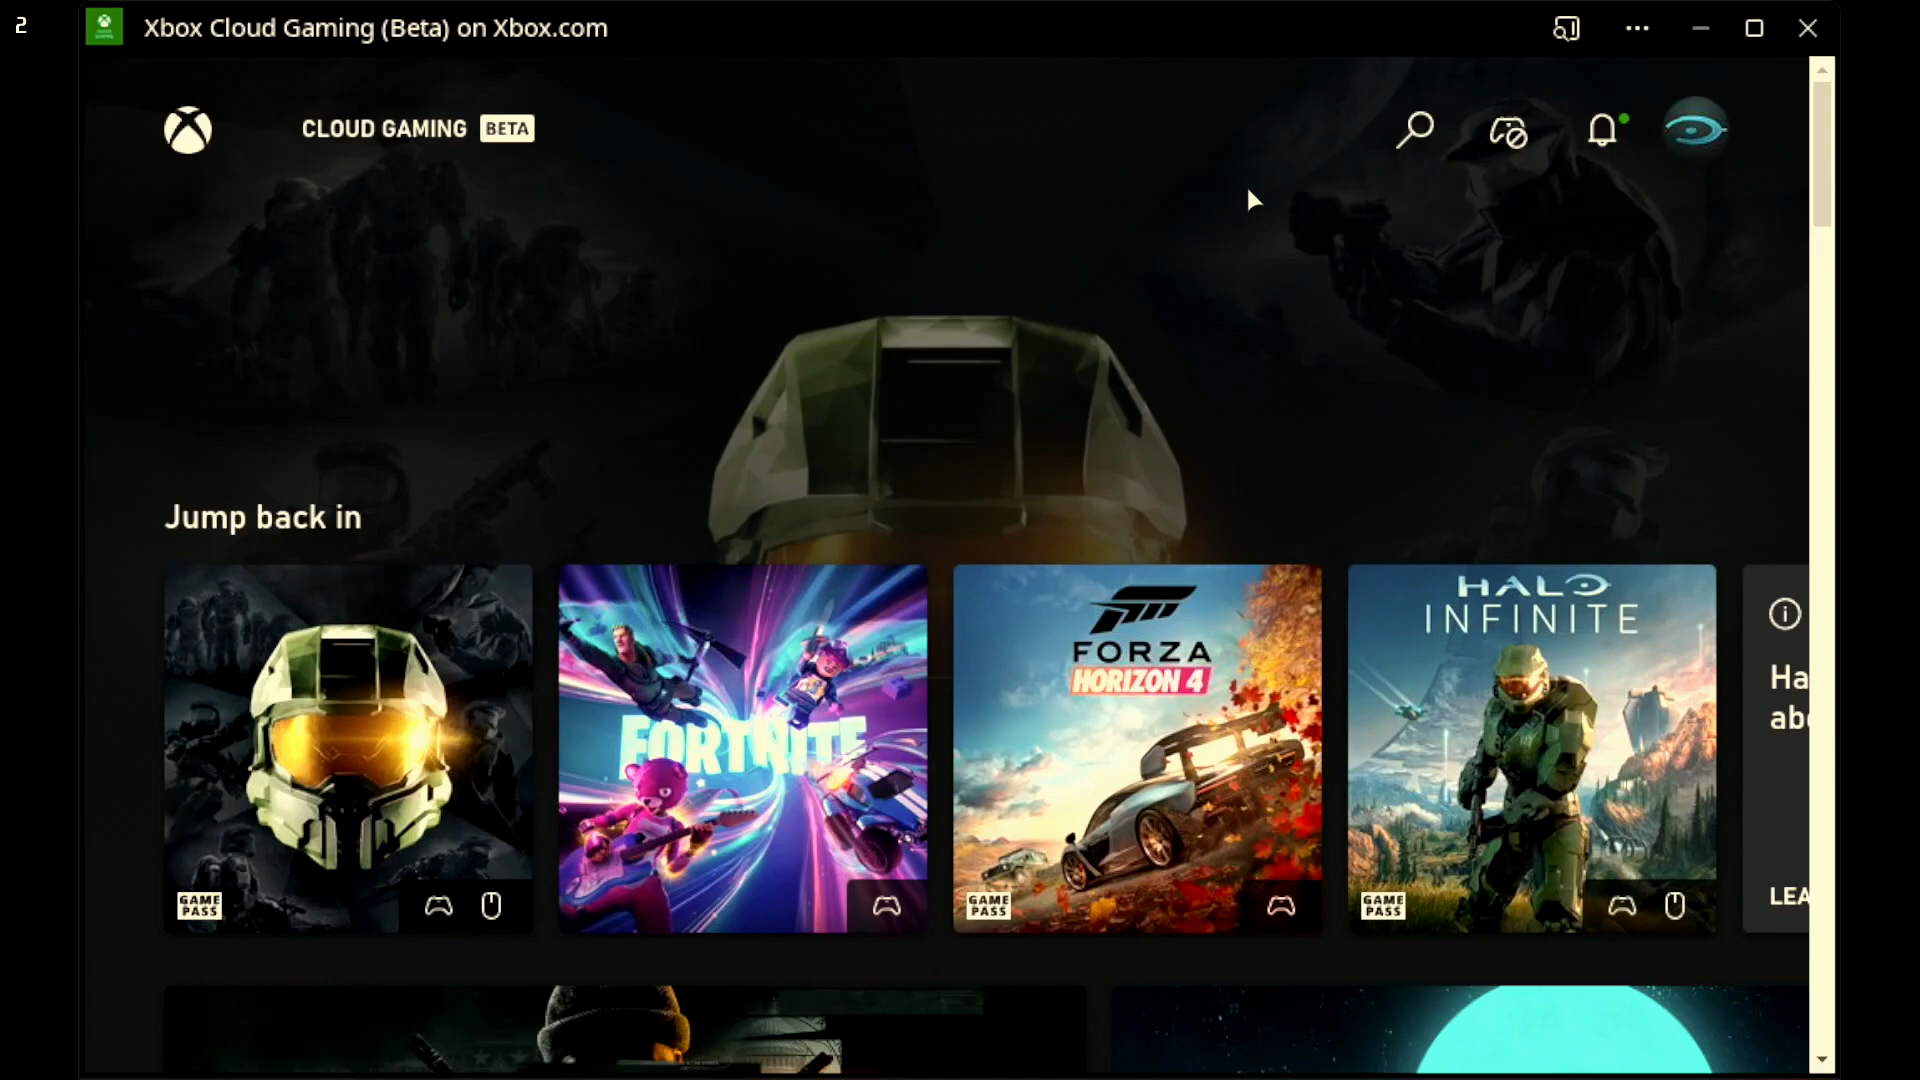 2
Xbox Cloud Gaming (Beta) on Xbox.com
CLOUD GAMING BETA
Jump back in
FORTNITE
FORZA
HORIZON 4
HALO
INFINITE
Ha
abo
GAME
PASS
GAME
PASS
GAME
PASS
LEA